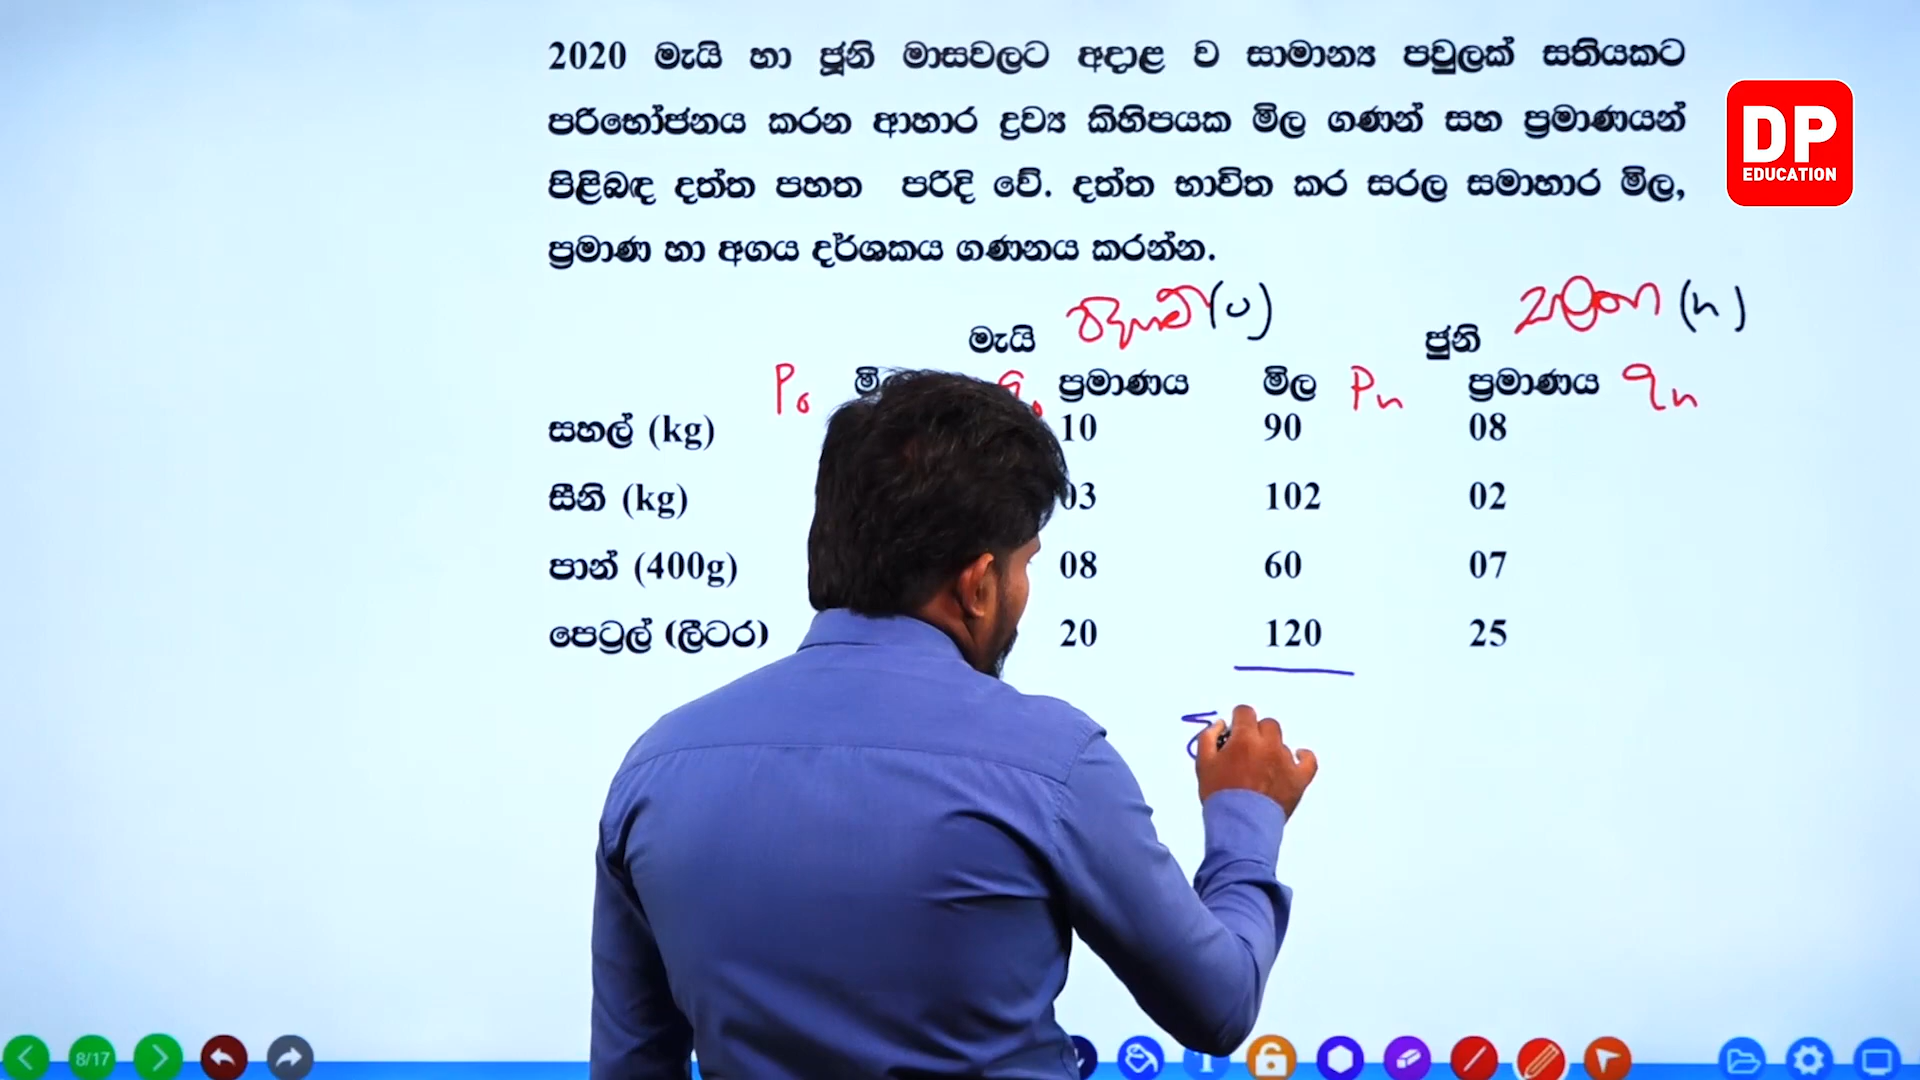 2020 මැයි හා ජූනි මාසවලට අදාළ ව සාමාන්‍ය පවුලක් සතියකට
පරිභෝජනය කරන ආහාර ද්‍රව්‍ය කිහිපයක මිල ගණන් සහ ප්‍රමාණයන්
පිළිබඳ දත්ත පහත පරිදි වේ. දත්ත භාවිත කර සරල සමාහාර මිල,
ප්‍රමාණ හා අගය දර්ශකය ගණනය කරන්න.
DP
EDUCATION
මැයි (0) ජුනි (n)
P₀ q₀ ප්‍රමාණය මිල Pn ප්‍රමාණය qn
සහල් (kg) 10 90 08
සීනි (kg) 03 102 02
පාන් (400g) 08 60 07
පෙට්‍රල් (ලීටර) 20 120 25
8/17